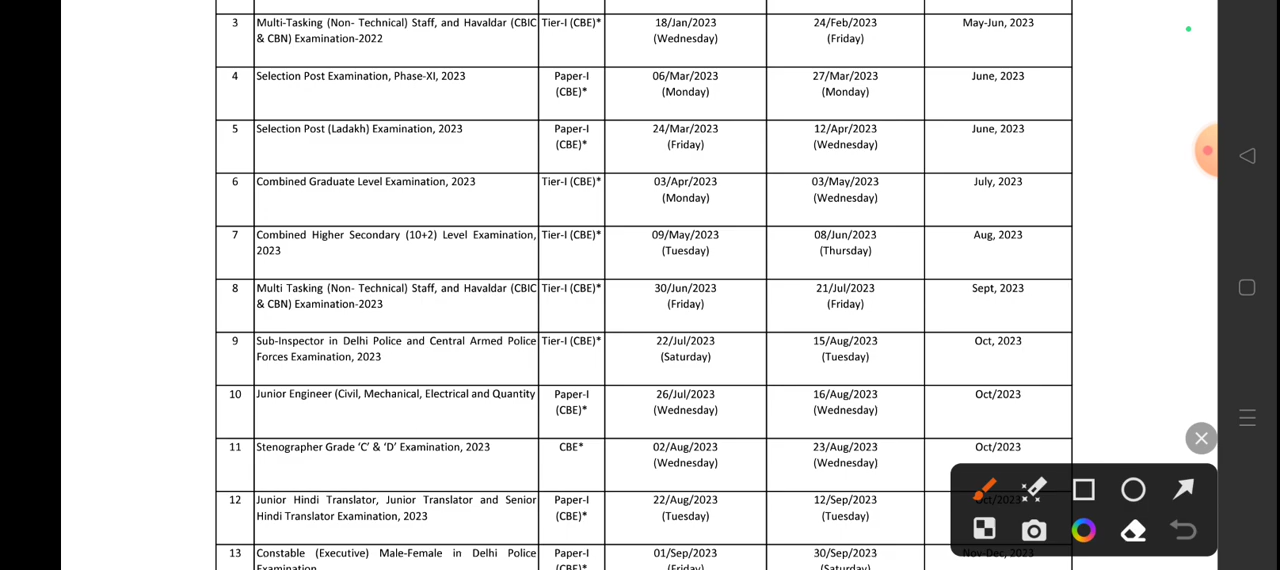 3 Multi-Tasking (Non- Technical) Staff, and Havaldar (CBIC Tier-I (CBE)* 18/Jan/2023 24/Feb/2023 May-Jun, 2023
& CBN) Examination-2022 (Wednesday) (Friday)
4 Selection Post Examination, Phase-XI, 2023 Paper-I 06/Mar/2023 27/Mar/2023 June, 2023
(CBE)* (Monday) (Monday)
5 Selection Post (Ladakh) Examination, 2023 Paper-I 24/Mar/2023 12/Apr/2023 June, 2023
(CBE)* (Friday) (Wednesday)
6 Combined Graduate Level Examination, 2023 Tier-I (CBE)* 03/Apr/2023 03/May/2023 July, 2023
(Monday) (Wednesday)
7 Combined Higher Secondary (10+2) Level Examination, Tier-I (CBE)* 09/May/2023 08/Jun/2023 Aug, 2023
2023 (Tuesday) (Thursday)
8 Multi Tasking (Non- Technical) Staff, and Havaldar (CBIC Tier-I (CBE)* 30/Jun/2023 21/Jul/2023 Sept, 2023
& CBN) Examination-2023 (Friday) (Friday)
9 Sub-Inspector in Delhi Police and Central Armed Police Tier-I (CBE)* 22/Jul/2023 15/Aug/2023 Oct, 2023
Forces Examination, 2023 (Saturday) (Tuesday)
10 Junior Engineer (Civil, Mechanical, Electrical and Quantity Paper-I 26/Jul/2023 16/Aug/2023 Oct/2023
(CBE)* (Wednesday) (Wednesday)
11 Stenographer Grade ‘C’ & ‘D’ Examination, 2023 CBE* 02/Aug/2023 23/Aug/2023 Oct/2023
(Wednesday) (Wednesday)
12 Junior Hindi Translator, Junior Translator and Senior Paper-I 22/Aug/2023 12/Sep/2023 Oct/2023
Hindi Translator Examination, 2023 (CBE)* (Tuesday) (Tuesday)
13 Constable (Executive) Male-Female in Delhi Police Paper-I 01/Sep/2023 30/Sep/2023 Nov-Dec, 2023
Examination (CBE)* (Friday) (Saturday)